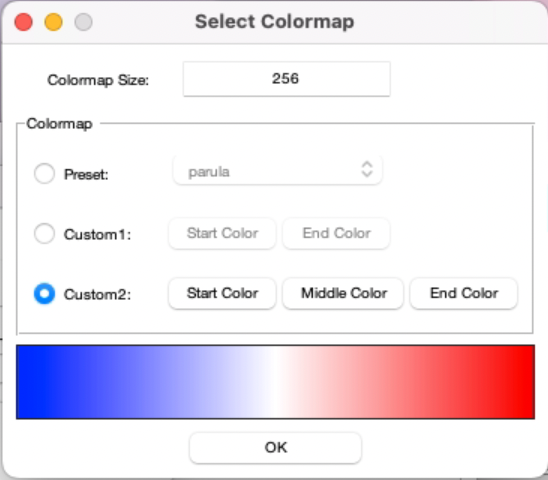 Select Colormap
Colormap Size: 256
Colormap
Preset: parula
Custom1: Start Color End Color
Custom2: Start Color Middle Color End Color
OK